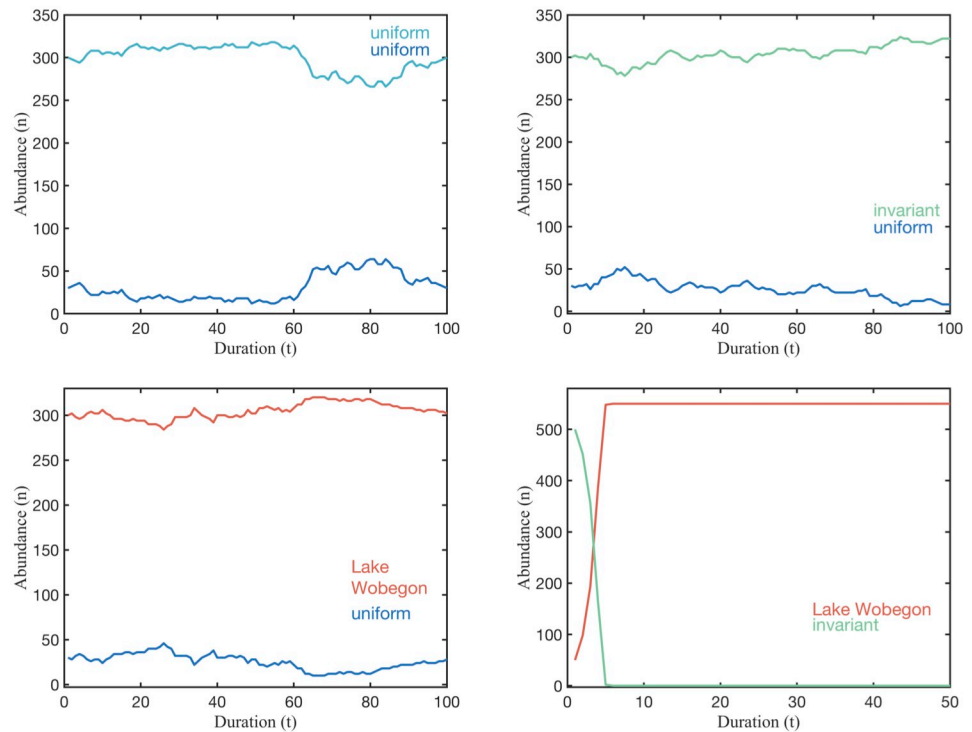 350
300
250
200
150
100
50
0
Abundance (n)
uniform
uniform
0 20 40 60 80 100
Duration (t)
350
300
250
200
150
100
50
0
Abundance (n)
invariant
uniform
0 20 40 60 80 100
Duration (t)
300
250
200
150
100
50
0
Abundance (n)
Lake
Wobegon
uniform
0 20 40 60 80 100
Duration (t)
500
400
300
200
100
0
Abundance (n)
Lake Wobegon
invariant
0 10 20 30 40 50
Duration (t)